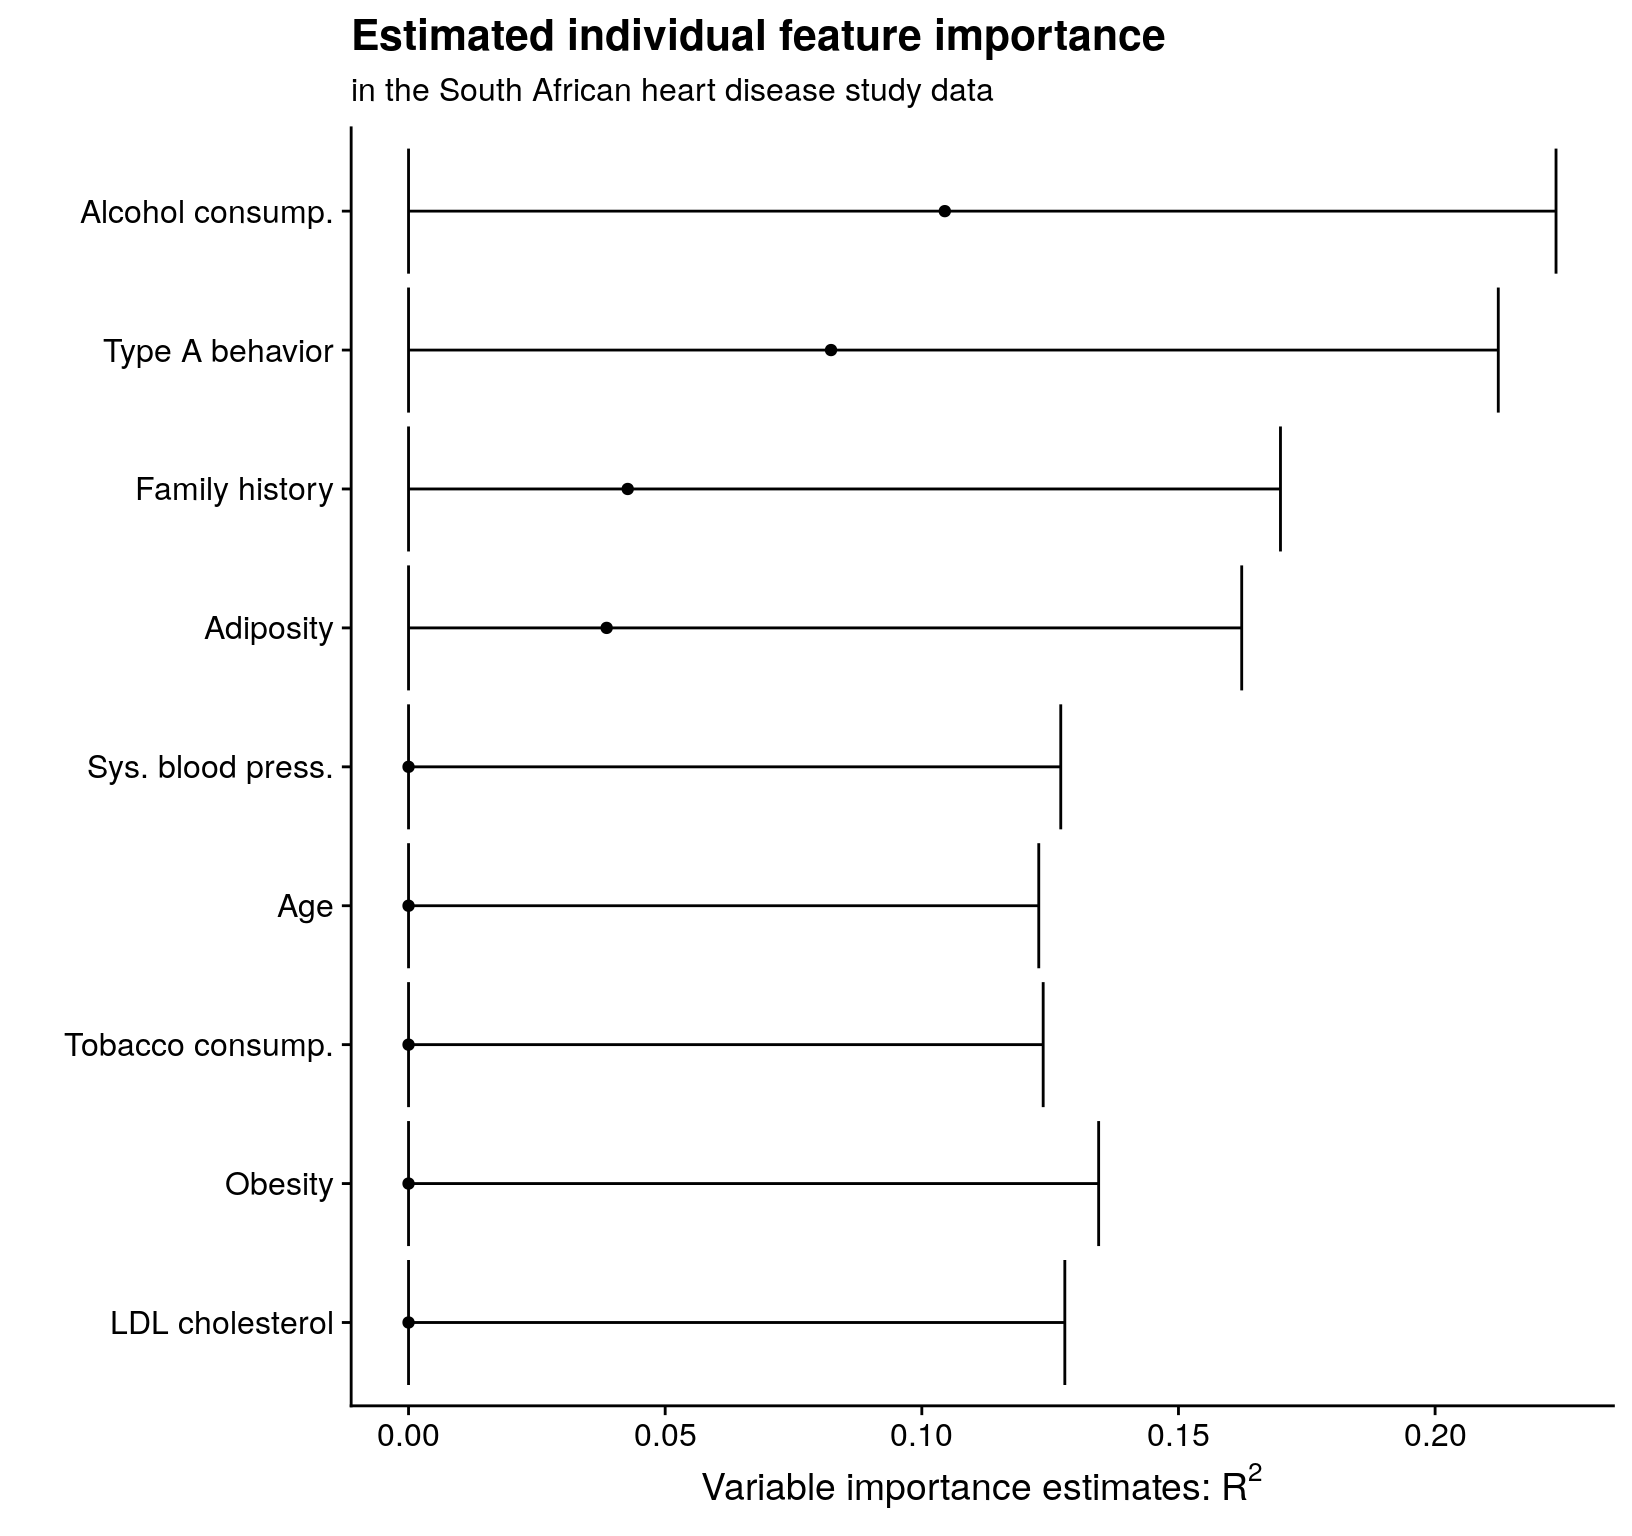 Estimated individual feature importance
in the South African heart disease study data
Alcohol consump.
Type A behavior
Family history
Adiposity
Sys. blood press.
Age
Tobacco consump.
Obesity
LDL cholesterol
0.00 0.05 0.10 0.15 0.20
Variable importance estimates: R²